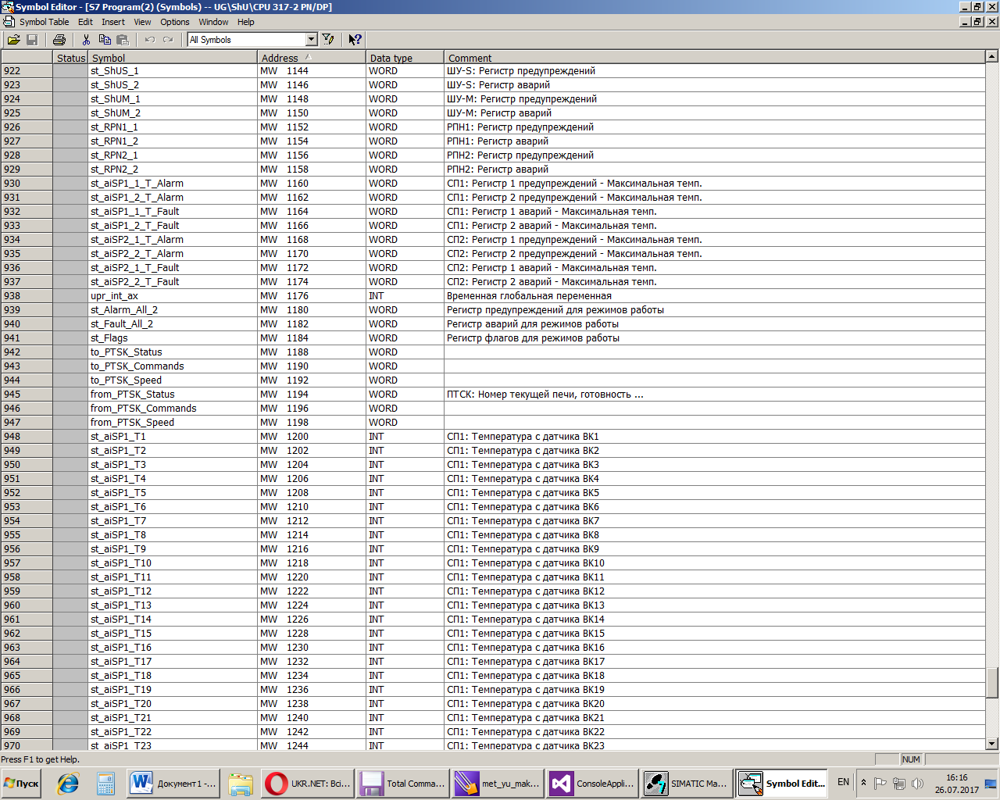 Symbol Editor - [S7 Program(2) (Symbols) -- UG\ShU\CPU 317-2 PN/DP]
Symbol Table Edit Insert View Options Window Help
All Symbols
Status Symbol Address Data type Comment
922 st_ShUS_1 MW 1144 WORD ШУ-S: Регистр предупреждений
923 st_ShUS_2 MW 1146 WORD ШУ-S: Регистр аварий
924 st_ShUM_1 MW 1148 WORD ШУ-М: Регистр предупреждений
925 st_ShUM_2 MW 1150 WORD ШУ-М: Регистр аварий
926 st_RPN1_1 MW 1152 WORD РПН1: Регистр предупреждений
927 st_RPN1_2 MW 1154 WORD РПН1: Регистр аварий
928 st_RPN2_1 MW 1156 WORD РПН2: Регистр предупреждений
929 st_RPN2_2 MW 1158 WORD РПН2: Регистр аварий
930 st_aiSP1_1_T_Alarm MW 1160 WORD СП1: Регистр 1 предупреждений - Максимальная темп.
931 st_aiSP1_2_T_Alarm MW 1162 WORD СП1: Регистр 2 предупреждений - Максимальная темп.
932 st_aiSP1_1_T_Fault MW 1164 WORD СП1: Регистр 1 аварий - Максимальная темп.
933 st_aiSP1_2_T_Fault MW 1166 WORD СП1: Регистр 2 аварий - Максимальная темп.
934 st_aiSP2_1_T_Alarm MW 1168 WORD СП2: Регистр 1 предупреждений - Максимальная темп.
935 st_aiSP2_2_T_Alarm MW 1170 WORD СП2: Регистр 2 предупреждений - Максимальная темп.
936 st_aiSP2_1_T_Fault MW 1172 WORD СП2: Регистр 1 аварий - Максимальная темп.
937 st_aiSP2_2_T_Fault MW 1174 WORD СП2: Регистр 2 аварий - Максимальная темп.
938 upr_int_ax MW 1176 INT Временная глобальная переменная
939 st_Alarm_All_2 MW 1180 WORD Регистр предупреждений для режимов работы
940 st_Fault_All_2 MW 1182 WORD Регистр аварий для режимов работы
941 st_Flags MW 1184 WORD Регистр флагов для режимов работы
942 to_PTSK_Status MW 1188 WORD
943 to_PTSK_Commands MW 1190 WORD
944 to_PTSK_Speed MW 1192 WORD
945 from_PTSK_Status MW 1194 WORD ПТСК: Номер текущей печи, готовность ...
946 from_PTSK_Commands MW 1196 WORD
947 from_PTSK_Speed MW 1198 WORD
948 st_aiSP1_T1 MW 1200 INT СП1: Температура с датчика ВК1
949 st_aiSP1_T2 MW 1202 INT СП1: Температура с датчика ВК2
950 st_aiSP1_T3 MW 1204 INT СП1: Температура с датчика ВК3
951 st_aiSP1_T4 MW 1206 INT СП1: Температура с датчика ВК4
952 st_aiSP1_T5 MW 1208 INT СП1: Температура с датчика ВК5
953 st_aiSP1_T6 MW 1210 INT СП1: Температура с датчика ВК6
954 st_aiSP1_T7 MW 1212 INT СП1: Температура с датчика ВК7
955 st_aiSP1_T8 MW 1214 INT СП1: Температура с датчика ВК8
956 st_aiSP1_T9 MW 1216 INT СП1: Температура с датчика ВК9
957 st_aiSP1_T10 MW 1218 INT СП1: Температура с датчика ВК10
958 st_aiSP1_T11 MW 1220 INT СП1: Температура с датчика ВК11
959 st_aiSP1_T12 MW 1222 INT СП1: Температура с датчика ВК12
960 st_aiSP1_T13 MW 1224 INT СП1: Температура с датчика ВК13
961 st_aiSP1_T14 MW 1226 INT СП1: Температура с датчика ВК14
962 st_aiSP1_T15 MW 1228 INT СП1: Температура с датчика ВК15
963 st_aiSP1_T16 MW 1230 INT СП1: Температура с датчика ВК16
964 st_aiSP1_T17 MW 1232 INT СП1: Температура с датчика ВК17
965 st_aiSP1_T18 MW 1234 INT СП1: Температура с датчика ВК18
966 st_aiSP1_T19 MW 1236 INT СП1: Температура с датчика ВК19
967 st_aiSP1_T20 MW 1238 INT СП1: Температура с датчика ВК20
968 st_aiSP1_T21 MW 1240 INT СП1: Температура с датчика ВК21
969 st_aiSP1_T22 MW 1242 INT СП1: Температура с датчика ВК22
970 st_aiSP1_T23 MW 1244 INT СП1: Температура с датчика ВК23
Press F1 to get Help. NUM
Пуск Документ1 -... UKR.NET: Всі... Total Comma... met_yu_mak... ConsoleAppli... SIMATIC Ma... Symbol Edit... EN 16:16
26.07.2017